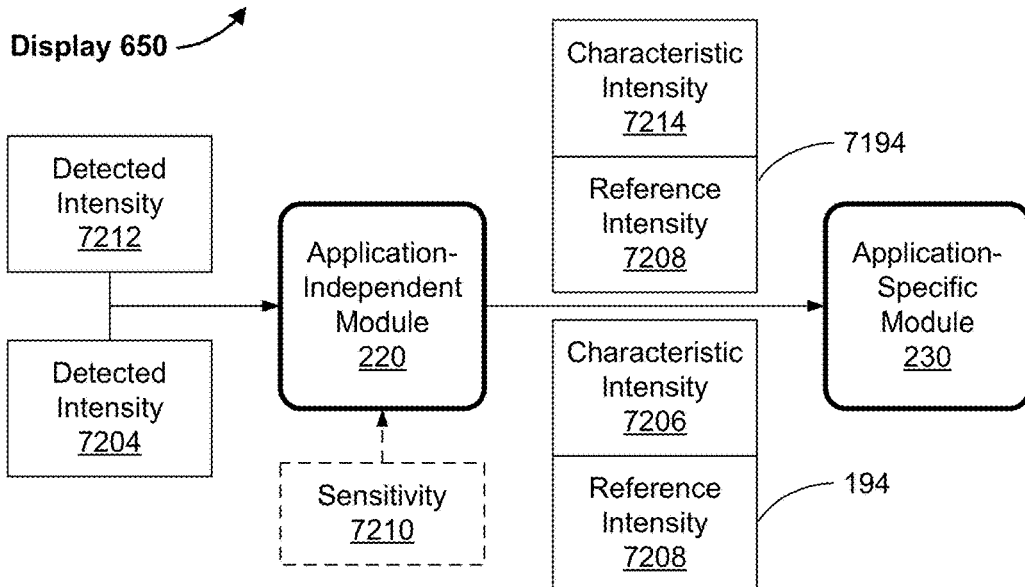 Display 650
Detected
Intensity
7212
Detected
Intensity
7204
Application-
Independent
Module
220
Sensitivity
7210
Characteristic
Intensity
7214
Reference
Intensity
7208
7194
Characteristic
Intensity
7206
Reference
Intensity
7208
194
Application-
Specific
Module
230